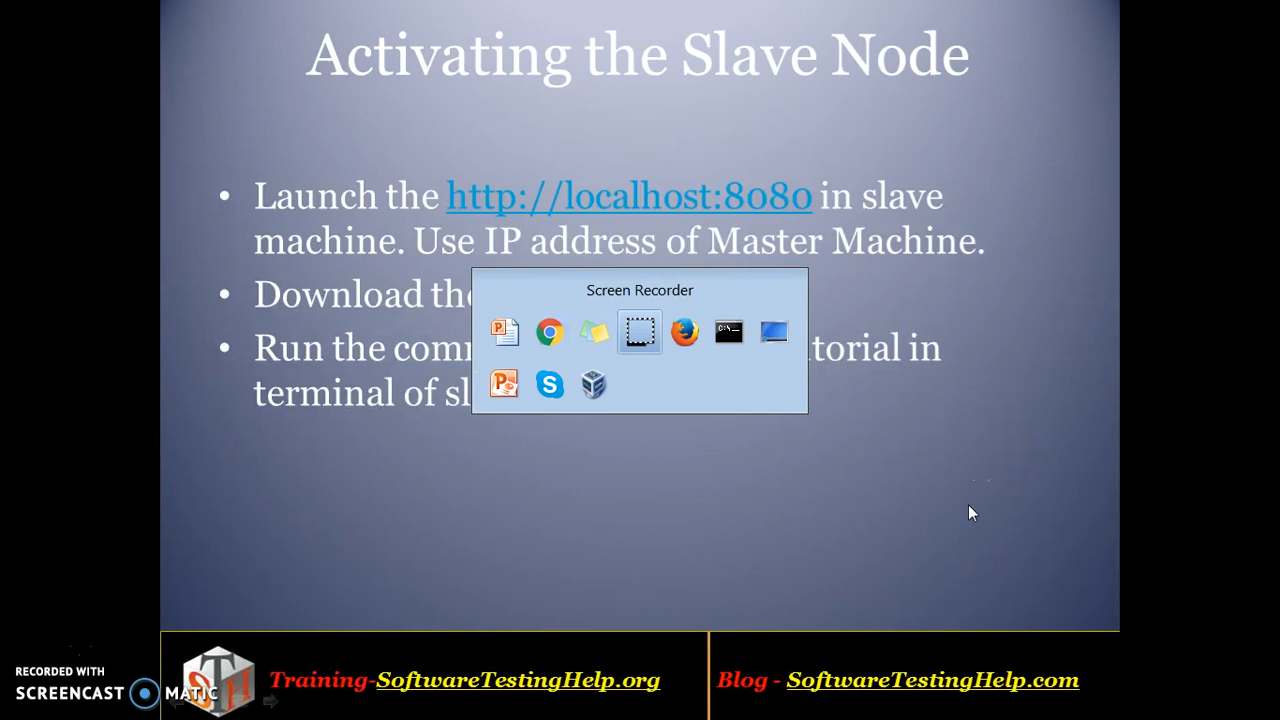 Activating the Slave Node
• Launch the http://localhost:8080 in slave
machine. Use IP address of Master Machine.
• Download the
• Run the com torial in
terminal of sl
Screen Recorder
C:\_
RECORDED WITH
SCREENCAST MATIC
STH
Training-SoftwareTestingHelp.org
Blog - SoftwareTestingHelp.com